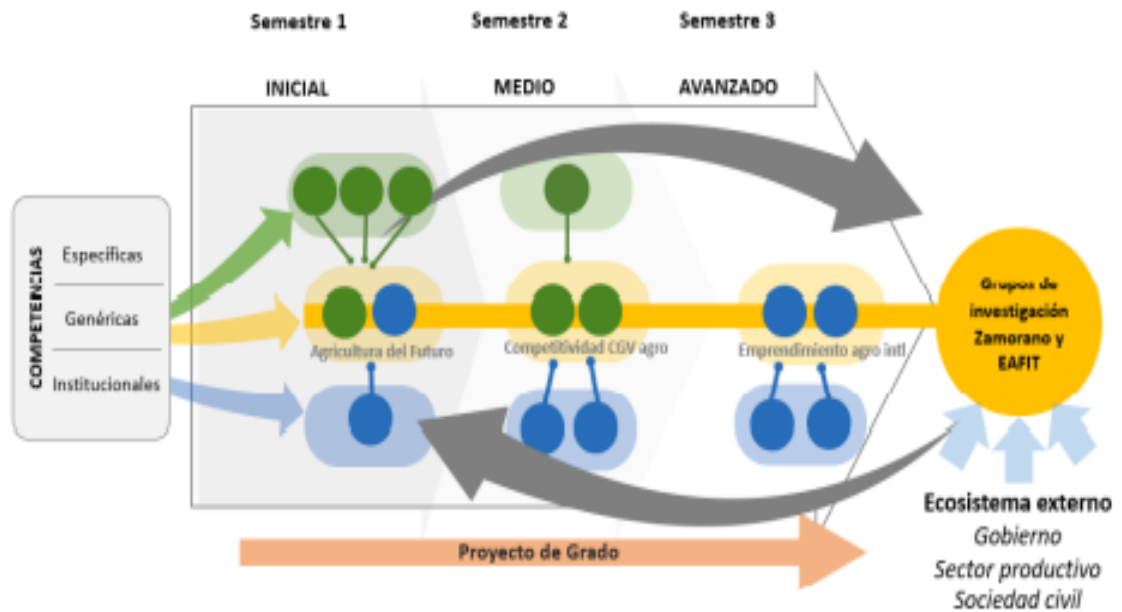 Semestre 1
Semestre 2
Semestre 3
INICIAL
MEDIO
AVANZADO
COMPETENCIAS
Específicas
Genéricas
Institucionales
Agricultura del Futuro
Competitividad CGV agro
Emprendimiento agro intl
Grupos de
investigación
Zamorano y
EAFIT
Proyecto de Grado
Ecosistema externo
Gobierno
Sector productivo
Sociedad civil